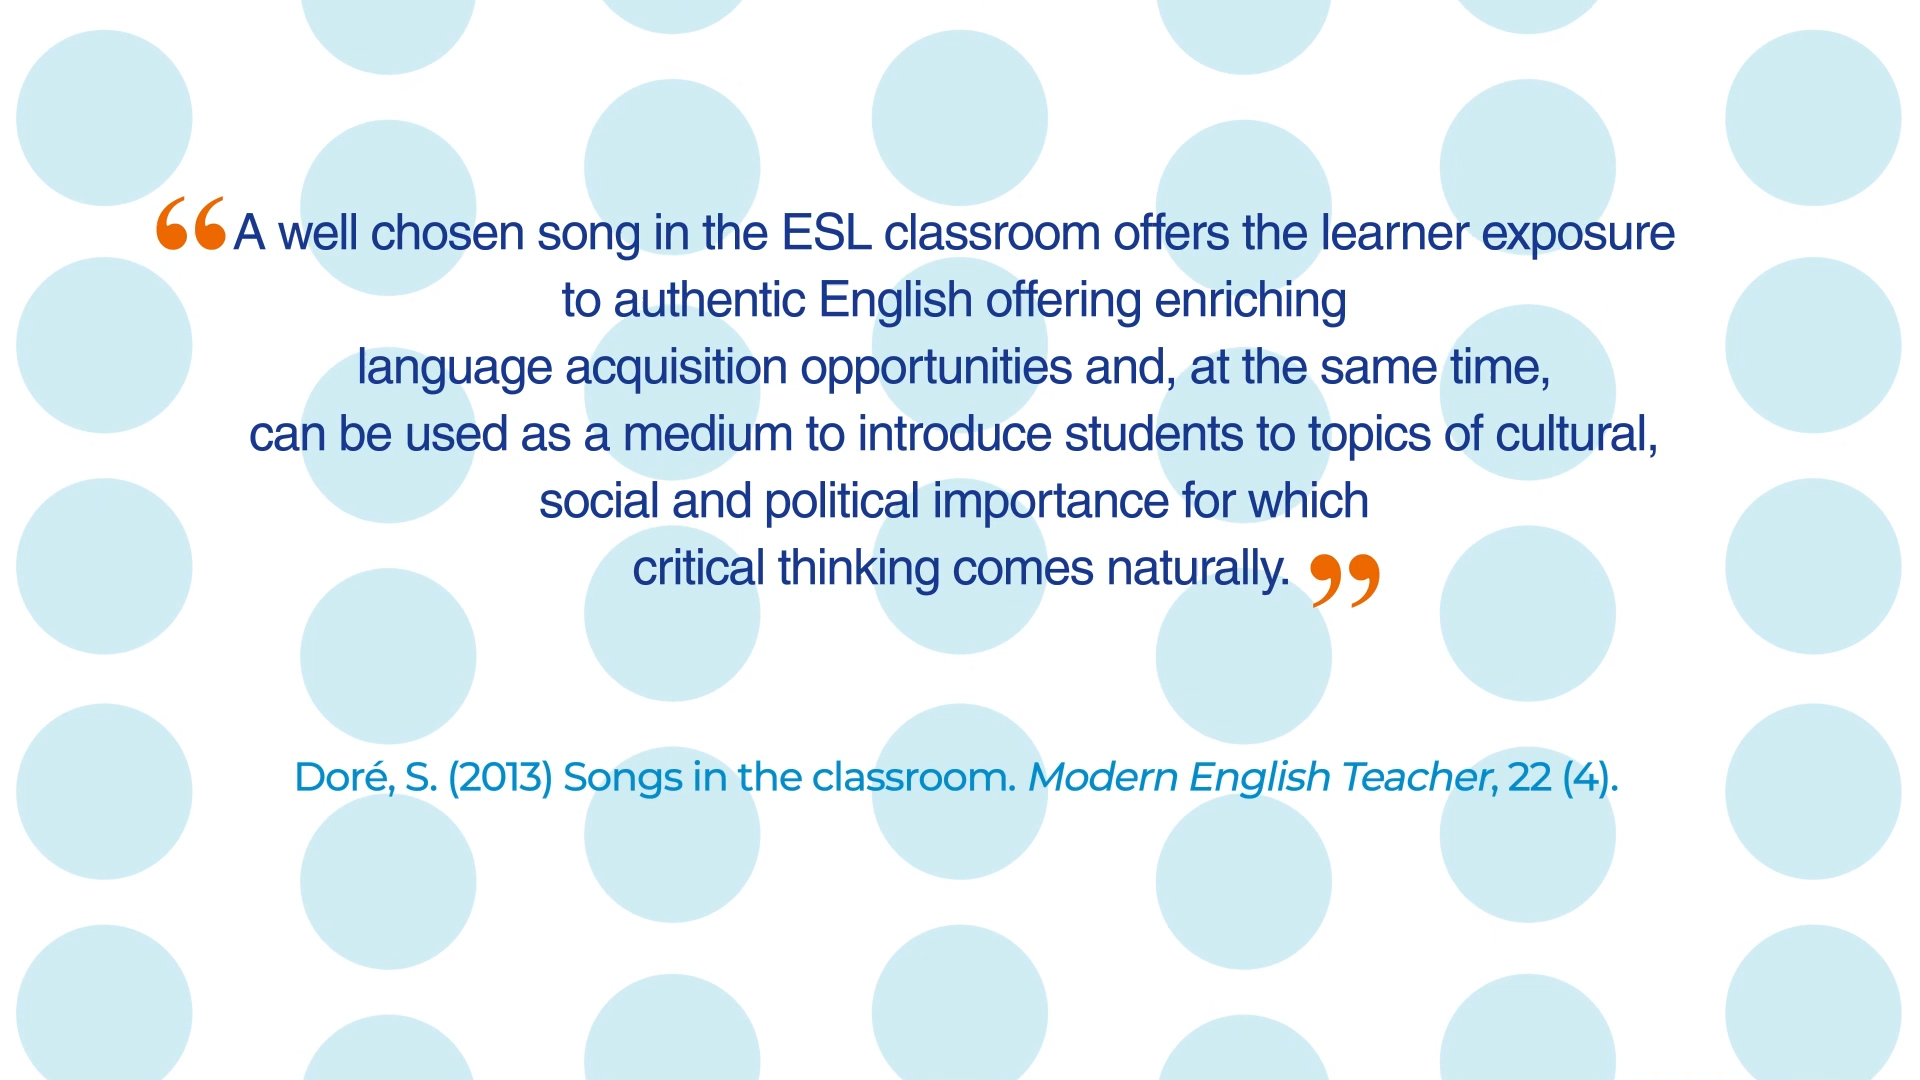 “A well chosen song in the ESL classroom offers the learner exposure
to authentic English offering enriching
language acquisition opportunities and, at the same time,
can be used as a medium to introduce students to topics of cultural,
social and political importance for which
critical thinking comes naturally. ”
Doré, S. (2013) Songs in the classroom. Modern English Teacher, 22 (4).